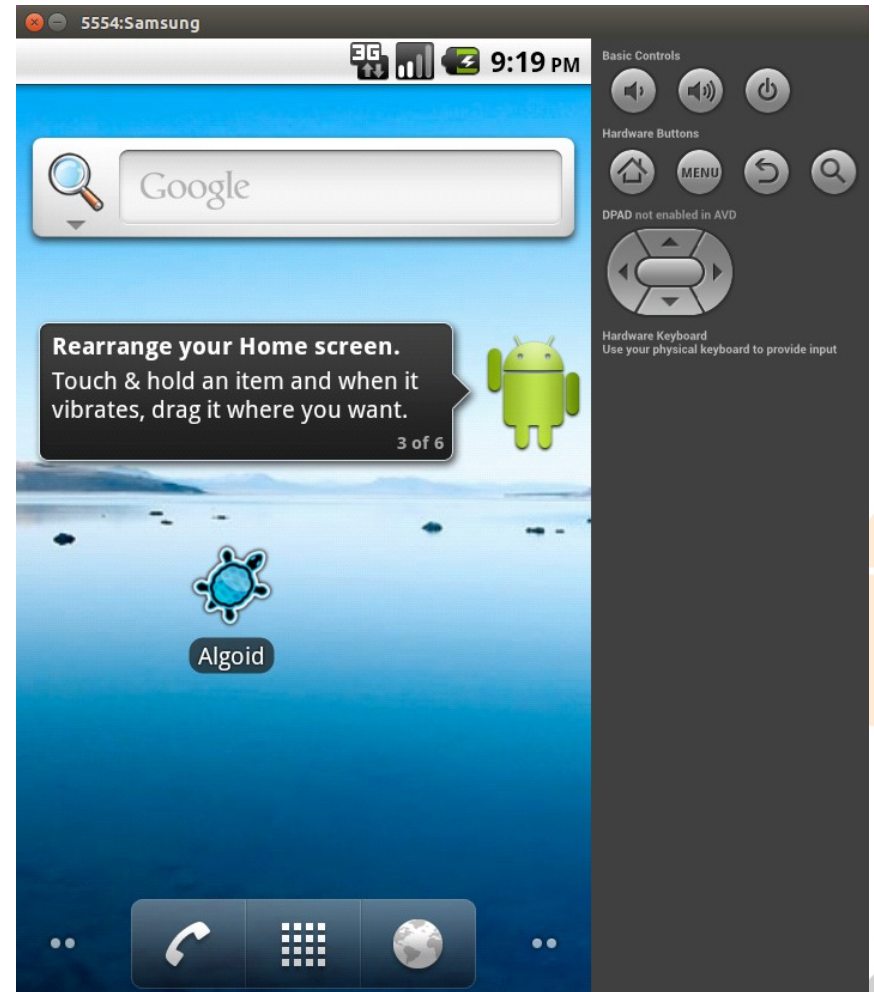 5554:Samsung
3G
9:19 PM
Google
Rearrange your Home screen.
Touch & hold an item and when it
vibrates, drag it where you want.
3 of 6
Algoid
Basic Controls
Hardware Buttons
MENU
DPAD not enabled in AVD
Hardware Keyboard
Use your physical keyboard to provide input